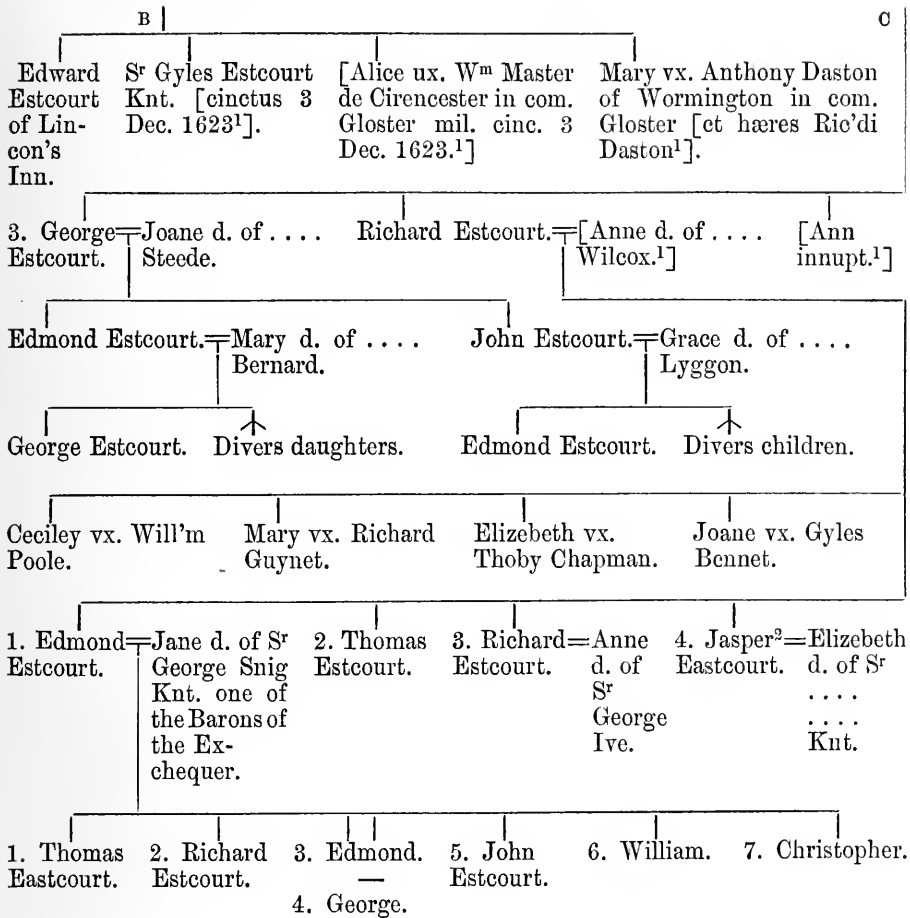 B C
Edward Sʳ Gyles Estcourt [Alice ux. Wᵐ Master Mary vx. Anthony Daston
Estcourt Knt. [cinctus 3 de Cirencester in com. of Wormington in com.
of Lin- Dec. 1623¹]. Gloster mil. cinc. 3 Gloster [et hæres Ric'di
con's Dec. 1623.¹] Daston¹].
Inn.
3. George Joane d. of .... Richard Estcourt. [Anne d. of .... [Ann
Estcourt. Steede. Wilcox.¹] innupt.¹]
Edmond Estcourt. Mary d. of .... John Estcourt. Grace d. of ....
Bernard. Lyggon.
George Estcourt. Divers daughters. Edmond Estcourt. Divers children.
Ceciley vx. Will'm Mary vx. Richard Elizebeth vx. Joane vx. Gyles
Poole. Guynet. Thoby Chapman. Bennet.
1. Edmond Jane d. of Sʳ 2. Thomas 3. Richard=Anne 4. Jasper²=Elizebeth
Estcourt. George Snig Estcourt. Estcourt. d. of Eastcourt. d. of Sʳ
Knt. one of Sʳ ....
the Barons of George ....
the Ex- Ive. Knt.
chequer.
1. Thomas 2. Richard 3. Edmond. 5. John 6. William. 7. Christopher.
Eastcourt. Estcourt. — Estcourt.
4. George.